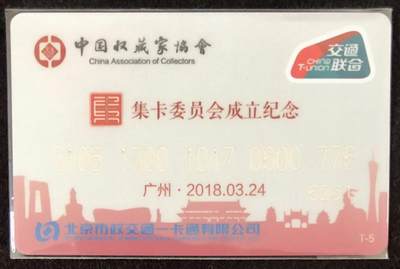 中国收藏家協會
China Association of Collectors
交通
联合
CHINA
T-UNION
集卡委员会成立纪念
广州·2018.03.24
北京市政交通一卡通有限公司
T-5